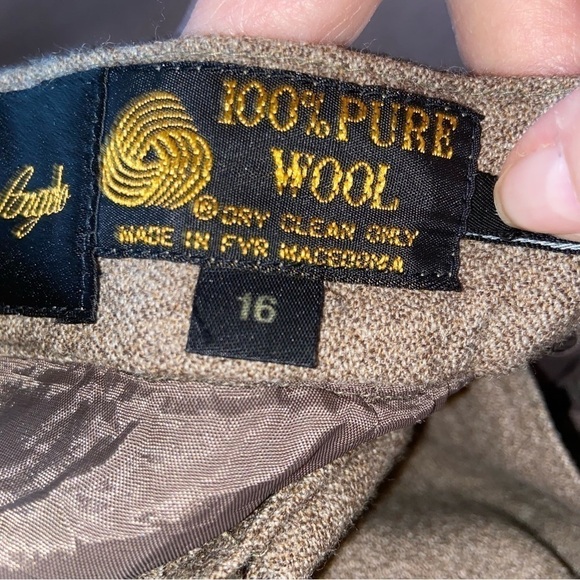 100% PURE
WOOL
Ⓟ DRY CLEAN ONLY
MADE IN FYR MACEDONIA
16